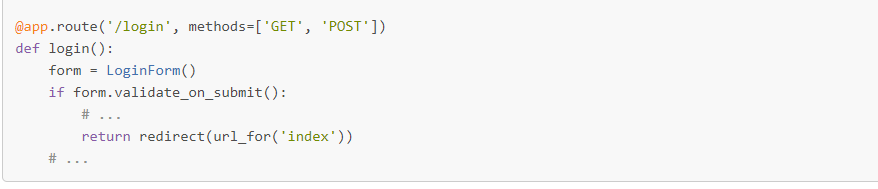 @app.route('/login', methods=['GET', 'POST'])
def login():
    form = LoginForm()
    if form.validate_on_submit():
        # ...
        return redirect(url_for('index'))
    # ...